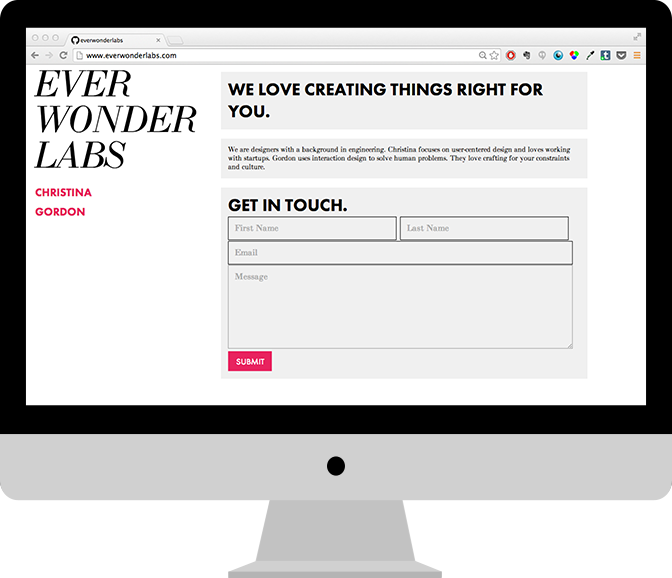 everwonderlabs
www.everwonderlabs.com
EVER
WONDER
LABS
CHRISTINA
GORDON
WE LOVE CREATING THINGS RIGHT FOR
YOU.
We are designers with a background in engineering. Christina focuses on user-centered design and loves working
with startups. Gordon uses interaction design to solve human problems. They love crafting for your constraints
and culture.
GET IN TOUCH.
First Name Last Name
Email
Message
SUBMIT